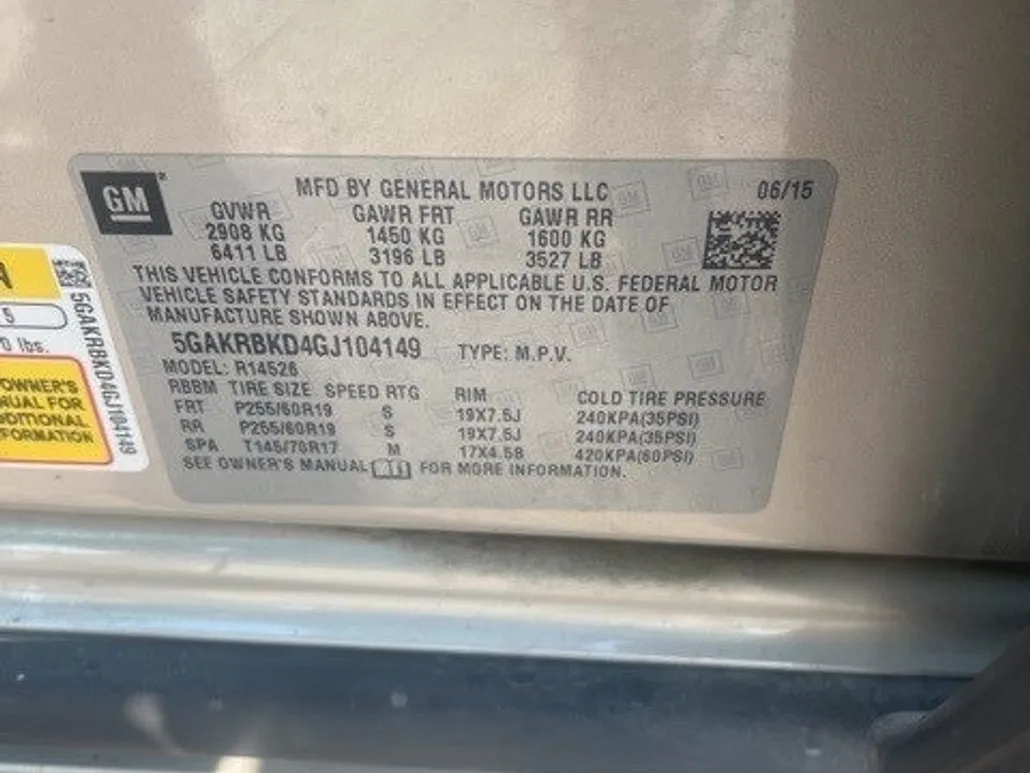 GM
MFD BY GENERAL MOTORS LLC 06/15
GVWR GAWR FRT GAWR RR
2908 KG 1450 KG 1600 KG
6411 LB 3196 LB 3527 LB
THIS VEHICLE CONFORMS TO ALL APPLICABLE U.S. FEDERAL MOTOR
VEHICLE SAFETY STANDARDS IN EFFECT ON THE DATE OF
MANUFACTURE SHOWN ABOVE.
5GAKRBKD4GJ104149 TYPE: M.P.V.
MODEL: R14526
RBBM TIRE SIZE SPEED RTG RIM COLD TIRE PRESSURE
FRT P255/60R19 S 19X7.5J 240KPA(35PSI)
RR P255/60R19 S 19X7.5J 240KPA(35PSI)
SPA T145/70R17 M 17X4.5B 420KPA(60PSI)
SEE OWNER'S MANUAL FOR MORE INFORMATION.
A
5
lbs.
OWNER'S
FOR
5GAKRBKD4GJ104149